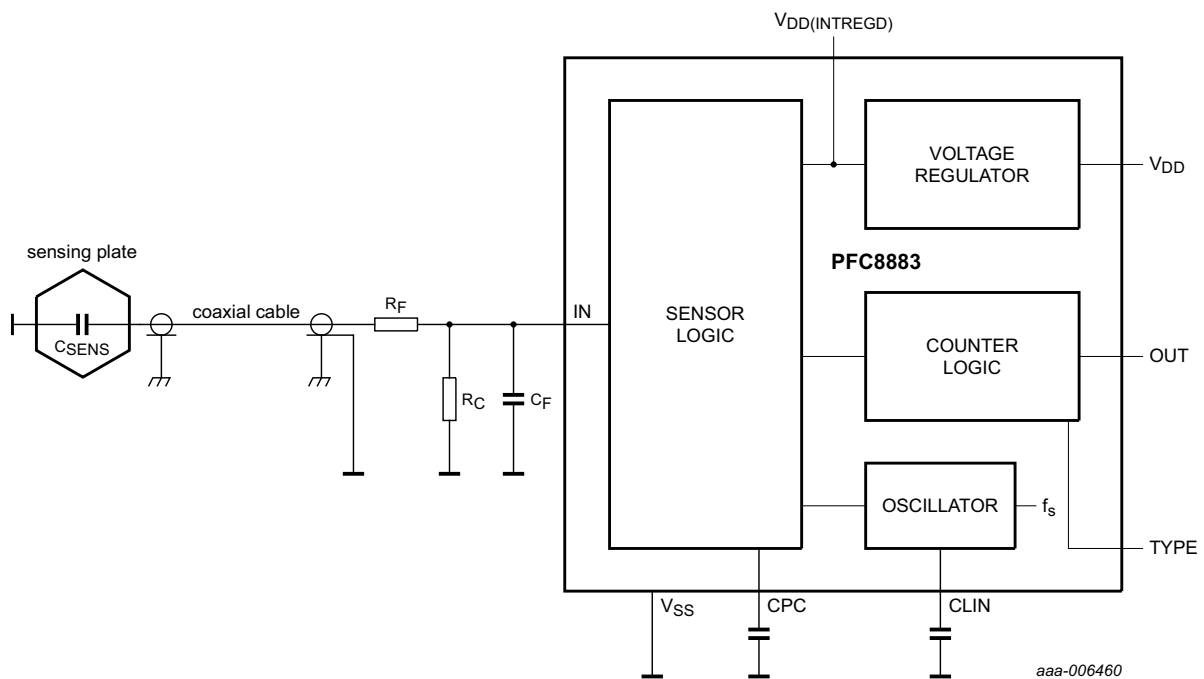 VDD(INTREGD)
VOLTAGE
REGULATOR
VDD
sensing plate
PFC8883
coaxial cable
RF
IN
SENSOR
LOGIC
CSENS
COUNTER
LOGIC
OUT
RC
CF
OSCILLATOR
fs
TYPE
VSS
CPC
CLIN
aaa-006460